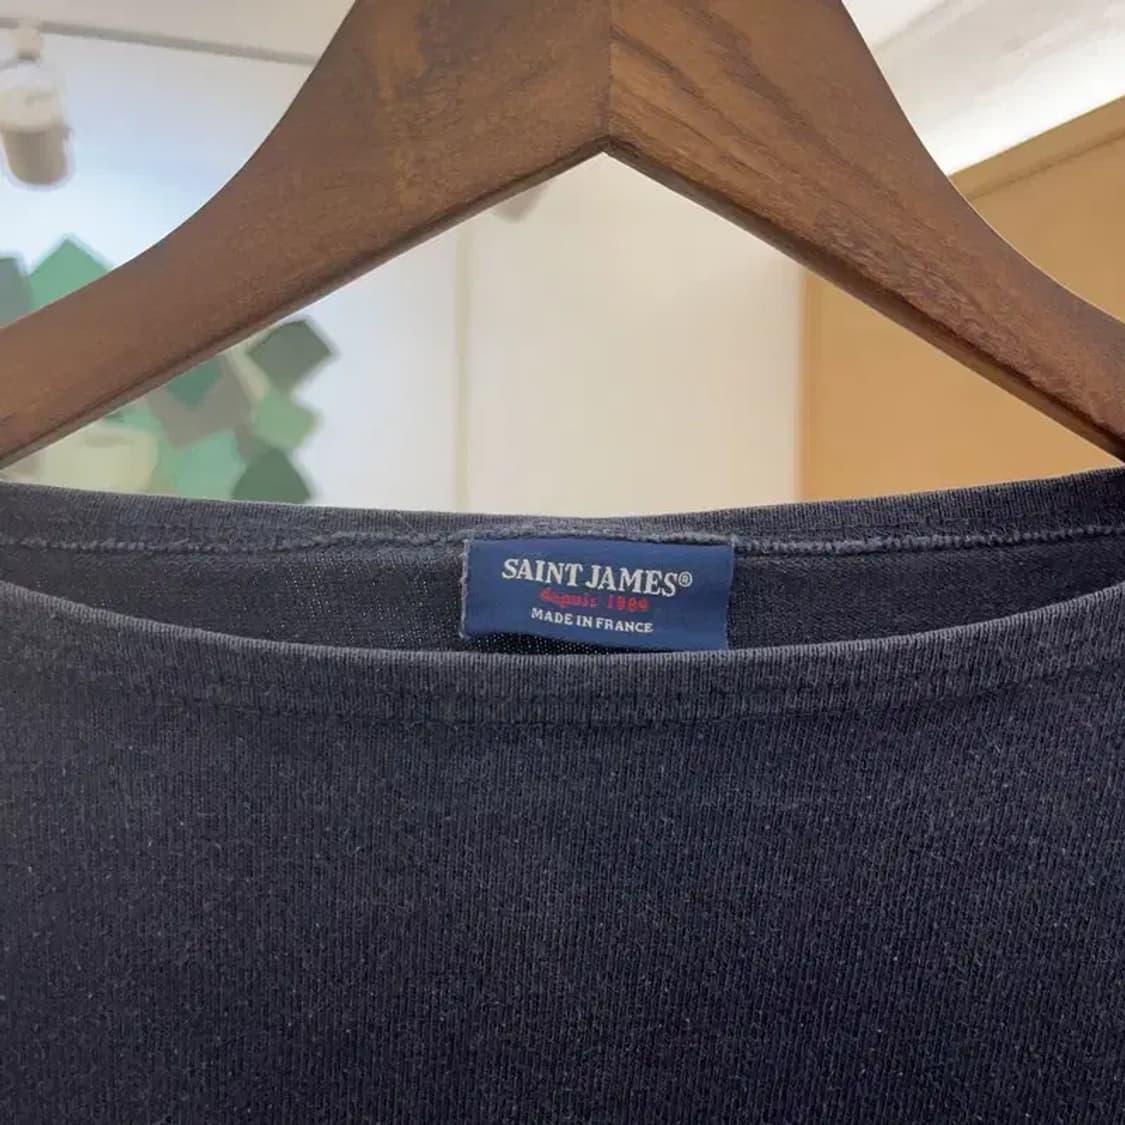 SAINT JAMES®
depuis 1889
MADE IN FRANCE